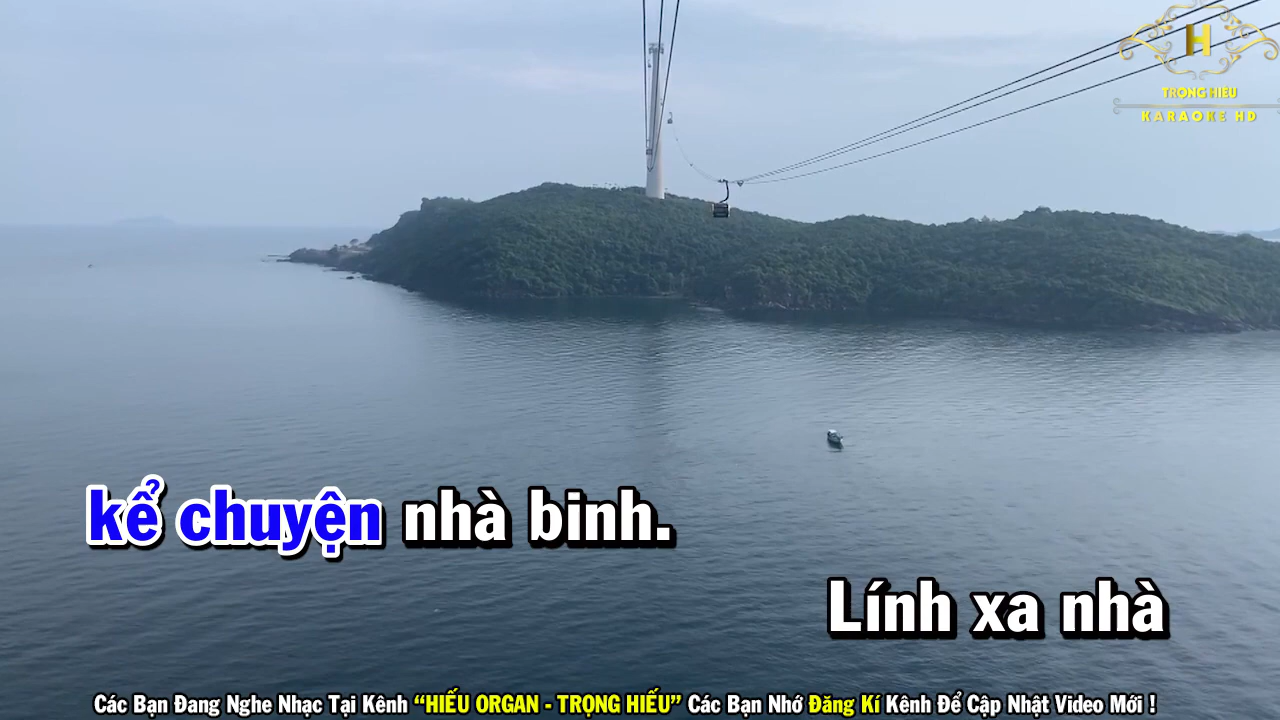 H
TRỌNG HIẾU
KARAOKE HD
kể chuyện nhà binh.
Lính xa nhà
Các Bạn Đang Nghe Nhạc Tại Kênh “HIẾU ORGAN - TRỌNG HIẾU” Các Bạn Nhớ Đăng Kí Kênh Để Cập Nhật Video Mới !